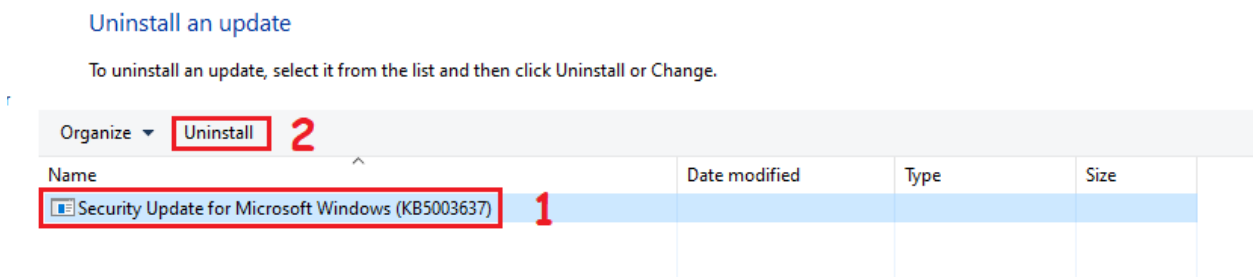 Uninstall an update
To uninstall an update, select it from the list and then click Uninstall or Change.
Organize Uninstall 2
Name Date modified Type Size
Security Update for Microsoft Windows (KB5003637) 1